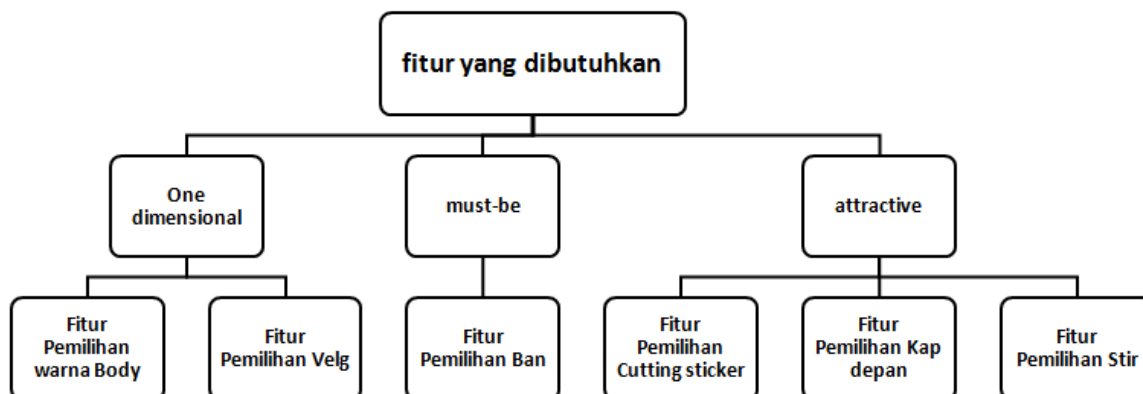 fitur yang dibutuhkan
One
dimensional
must-be
attractive
Fitur
Pemilihan
warna Body
Fitur
Pemilihan Velg
Fitur
Pemilihan Ban
Fitur
Pemilihan
Cutting sticker
Fitur
Pemilihan Kap
depan
Fitur
Pemilihan Stir